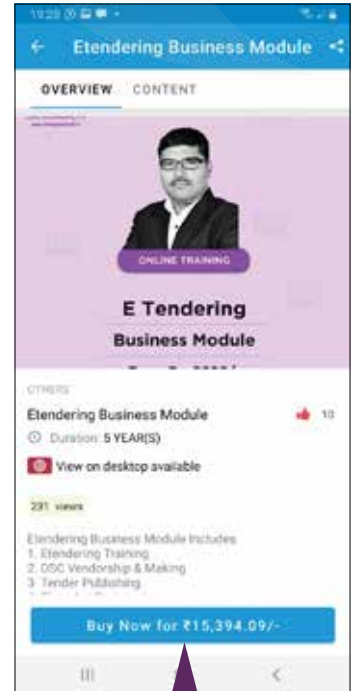 19:28
Etendering Business Module
OVERVIEW CONTENT
ONLINE TRAINING
E Tendering
Business Module
OTHERS
Etendering Business Module 10
Duration: 5 YEAR(S)
View on desktop available
231 views
Etendering Business Module Includes
1. Etendering Training
2. DSC Vendorship & Making
3. Tender Publishing
Buy Now for ₹15,394.09/-